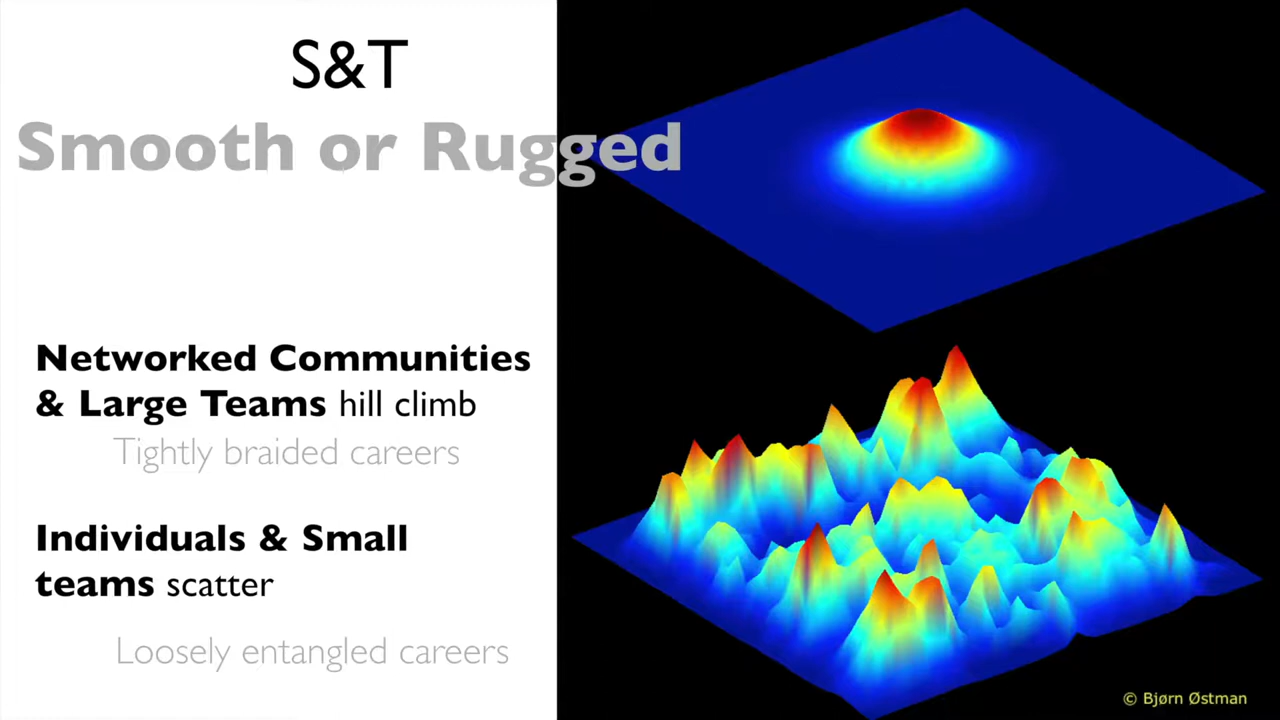 S&T
Smooth or Rugged
Networked Communities
& Large Teams hill climb
Tightly braided careers
Individuals & Small
teams scatter
Loosely entangled careers
© Bjørn Østman